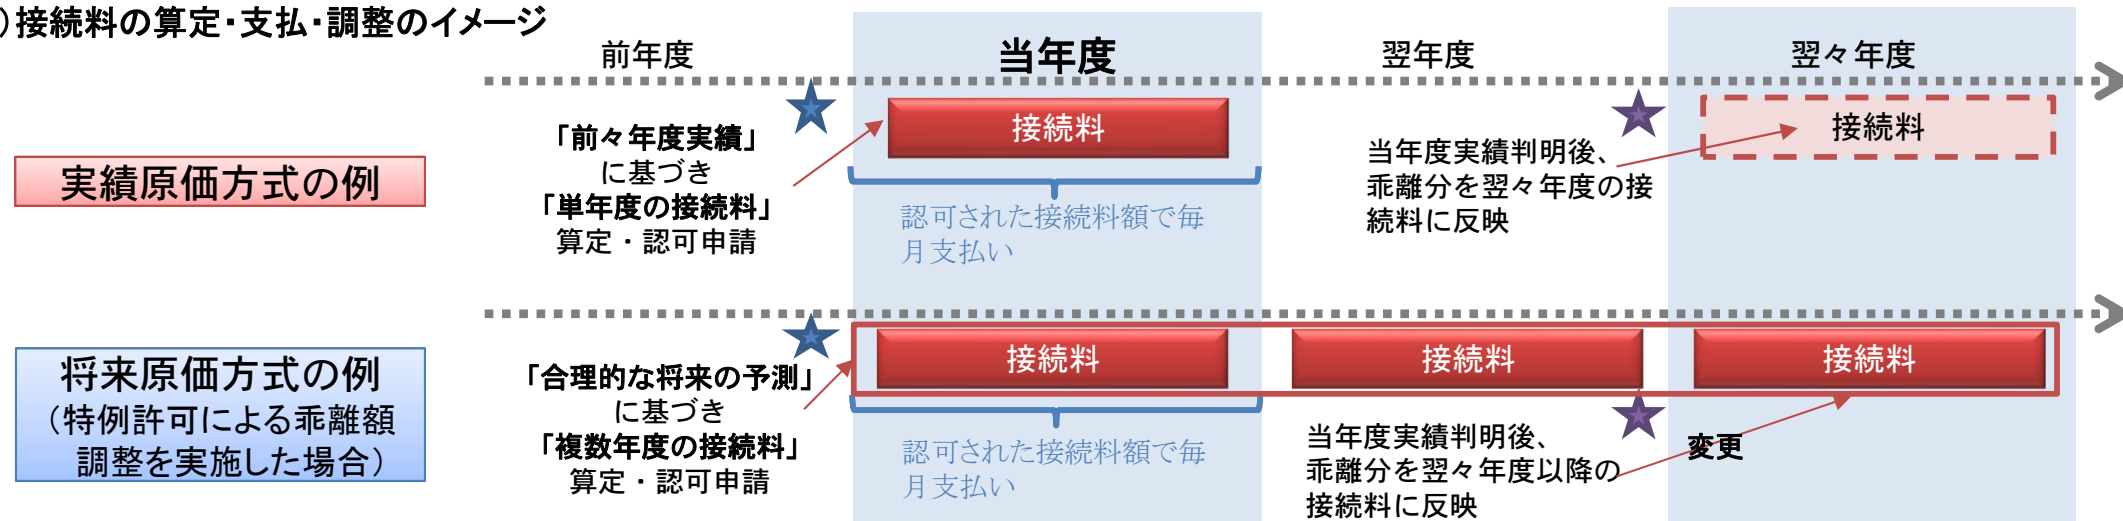 )接続料の算定・支払・調整のイメージ
前年度
当年度
翌年度
翌々年度
実績原価方式の例
「前々年度実績」
に基づき
「単年度の接続料」
算定・認可申請
接続料
認可された接続料額で毎
月支払い
当年度実績判明後、
乖離分を翌々年度の接
続料に反映
接続料
将来原価方式の例
（特例許可による乖離額
調整を実施した場合）
「合理的な将来の予測」
に基づき
「複数年度の接続料」
算定・認可申請
接続料
接続料
接続料
認可された接続料額で毎
月支払い
当年度実績判明後、
乖離分を翌々年度以降の
接続料に反映
変更